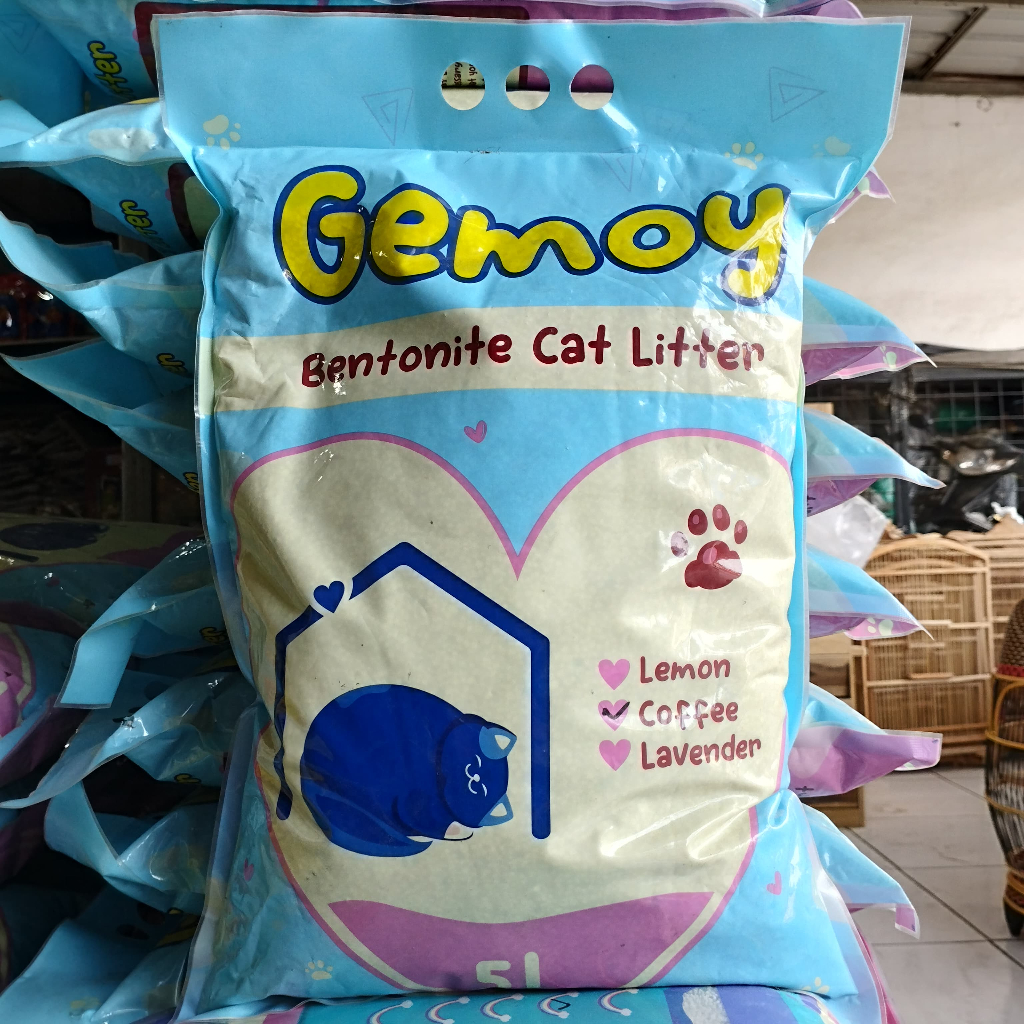 Gemoy
Bentonite Cat Litter
Lemon
Coffee
Lavender
5L